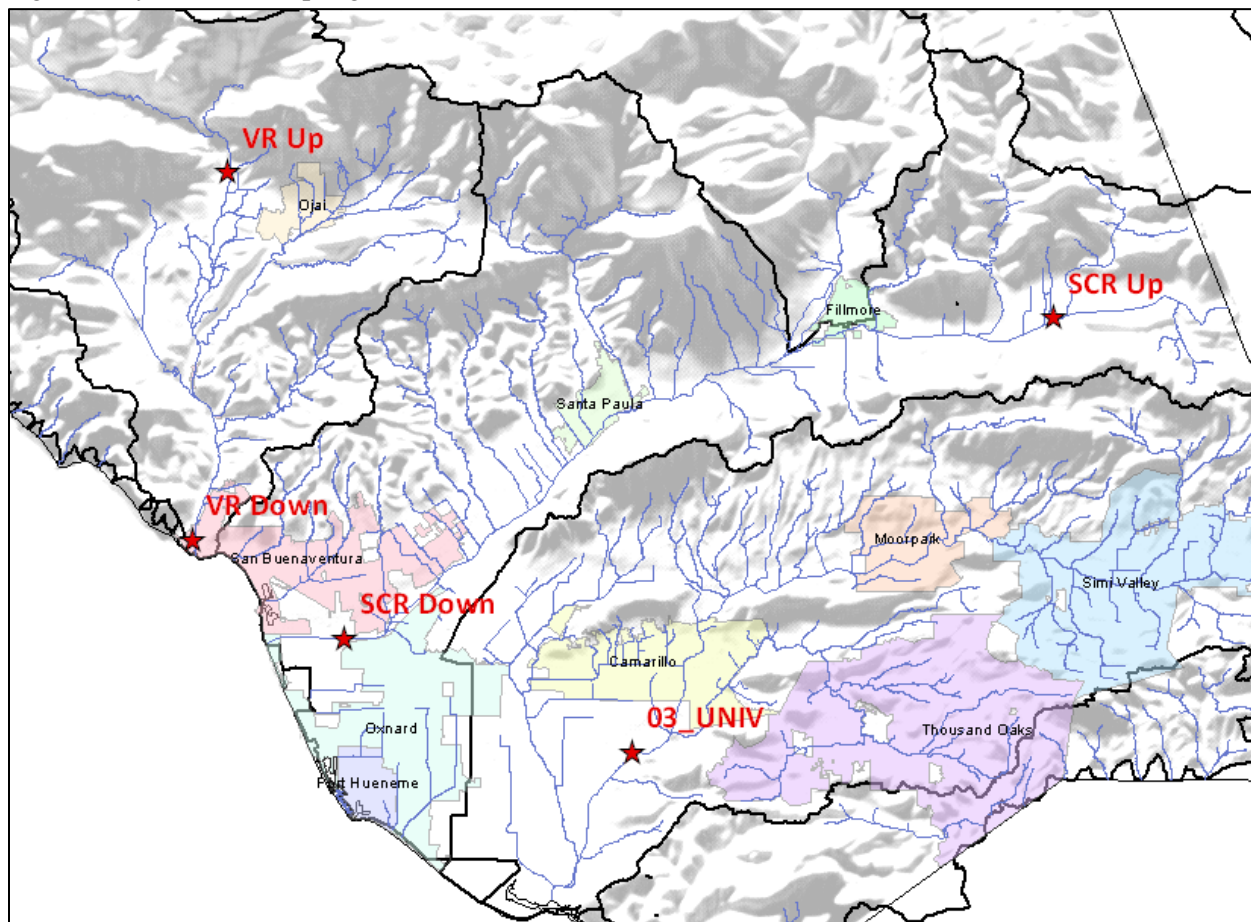 VR Up
Ojai
SCR Up
Fillmore
Santa Paula
VR Down
San Buenaventura
Moorpark
Simi Valley
SCR Down
Camarillo
03_UNIV
Oxnard
Thousand Oaks
Port Hueneme